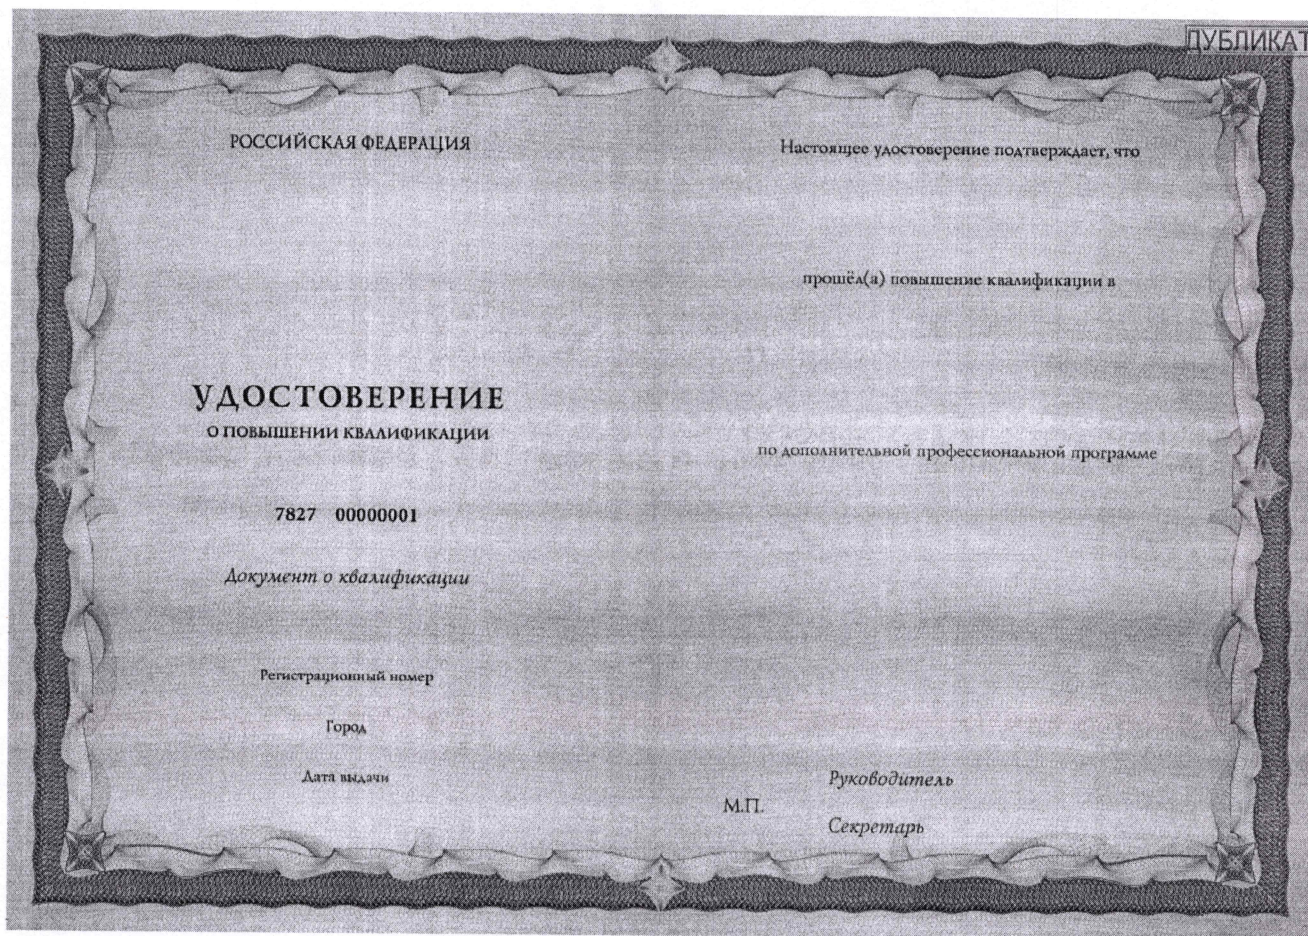 ДУБЛИКАТ
РОССИЙСКАЯ ФЕДЕРАЦИЯ
УДОСТОВЕРЕНИЕ
О ПОВЫШЕНИИ КВАЛИФИКАЦИИ
7827 00000001
Документ о квалификации
Регистрационный номер
Город
Дата выдачи
Настоящее удостоверение подтверждает, что
прошёл(а) повышение квалификации в
по дополнительной профессиональной программе
Руководитель
М.П.
Секретарь